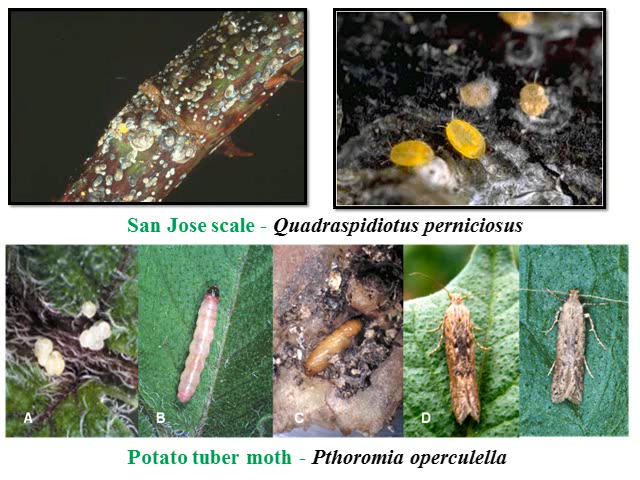 San Jose scale - Quadraspidiotus perniciosus
A B C D
Potato tuber moth - Pthoromia operculella